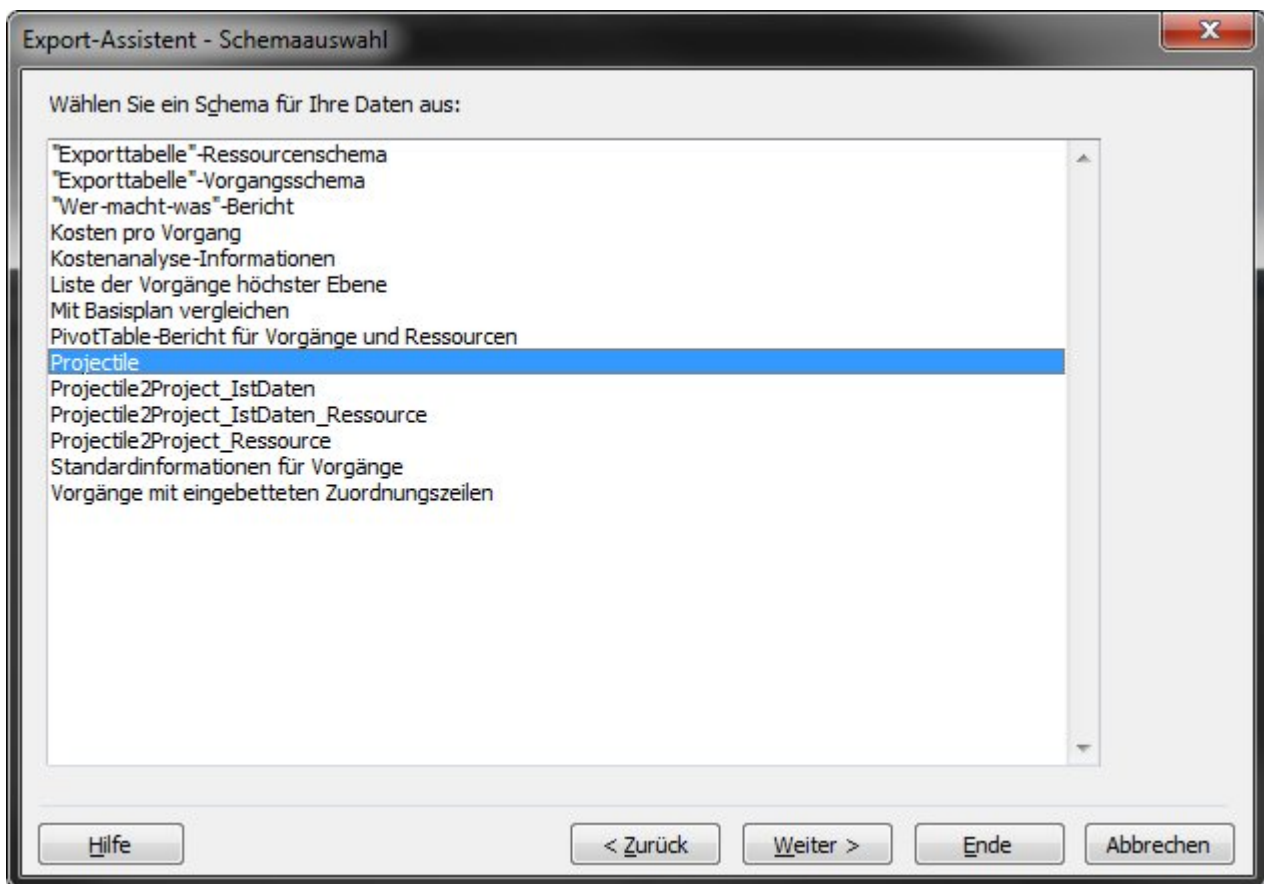 Export-Assistent - Schemaauswahl
Wählen Sie ein Schema für Ihre Daten aus:
"Exporttabelle"-Ressourcenschema
"Exporttabelle"-Vorgangsschema
"Wer-macht-was"-Bericht
Kosten pro Vorgang
Kostenanalyse-Informationen
Liste der Vorgänge höchster Ebene
Mit Basisplan vergleichen
PivotTable-Bericht für Vorgänge und Ressourcen
Projectile
Projectile2Project_IstDaten
Projectile2Project_IstDaten_Ressource
Projectile2Project_Ressource
Standardinformationen für Vorgänge
Vorgänge mit eingebetteten Zuordnungszeilen
Hilfe < Zurück Weiter > Ende Abbrechen